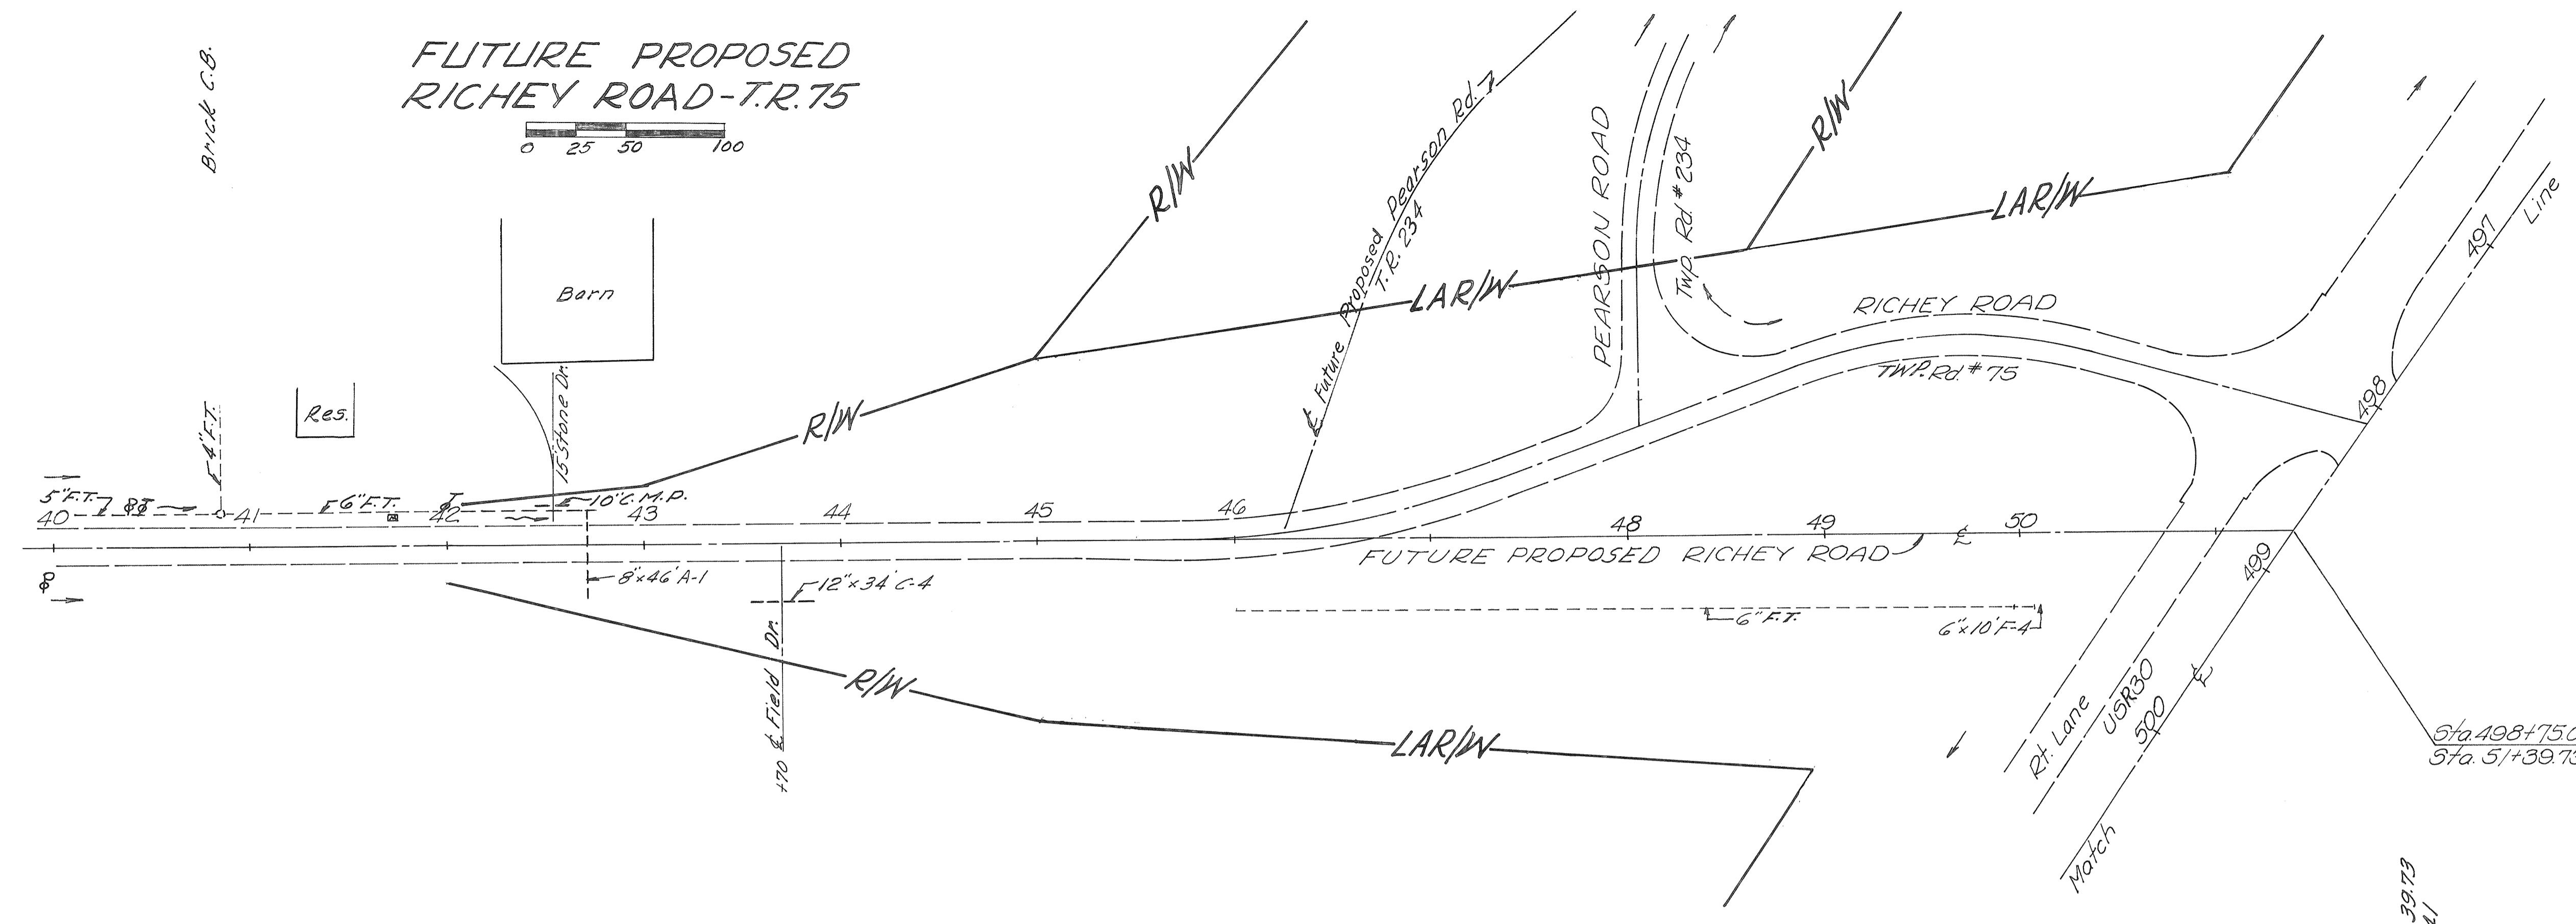 FUTURE PROPOSED
RICHEY ROAD-T.R.75
0 25 50 100
Brick C.B.
Barn
Res.
15' Stone Dr.
4" F.T.
5" F.T.
6" F.T.
10" C.M.P.
R/W
R/W
R/W
LAR/W
LAR/W
℄ Future Proposed Pearson Rd.
T.R. 234
PEARSON ROAD
Twp. Rd. #234
RICHEY ROAD
TWP. Rd. #75
40 41 42 43 44 45 46 48 49 50
FUTURE PROPOSED RICHEY ROAD
℄
8"x46' A-1
12"x34' C-4
℄ Field Dr.
+70
R/W
LAR/W
6" F.T.
6"x10' F-4
497
498
499
500
℄
Line
Match
Rt. Lane
USR30
Sta. 498+75.0
Sta. 51+39.73
39.73